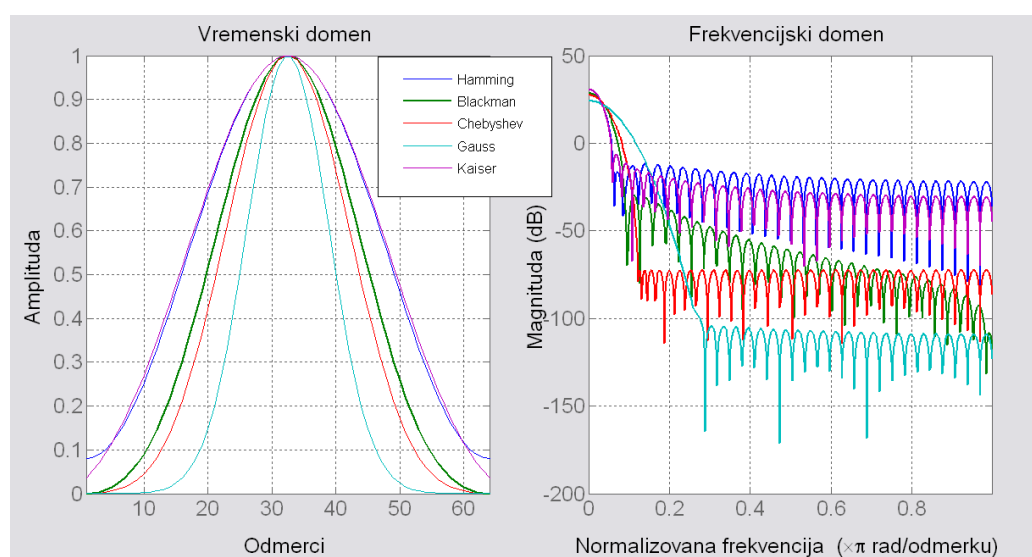 Vremenski domen
Amplituda
1
0.9
0.8
0.7
0.6
0.5
0.4
0.3
0.2
0.1
0
10 20 30 40 50 60
Odmerci
Hamming
Blackman
Chebyshev
Gauss
Kaiser
Frekvencijski domen
Magnituda (dB)
50
0
-50
-100
-150
-200
0 0.2 0.4 0.6 0.8
Normalizovana frekvencija (×π rad/odmerku)